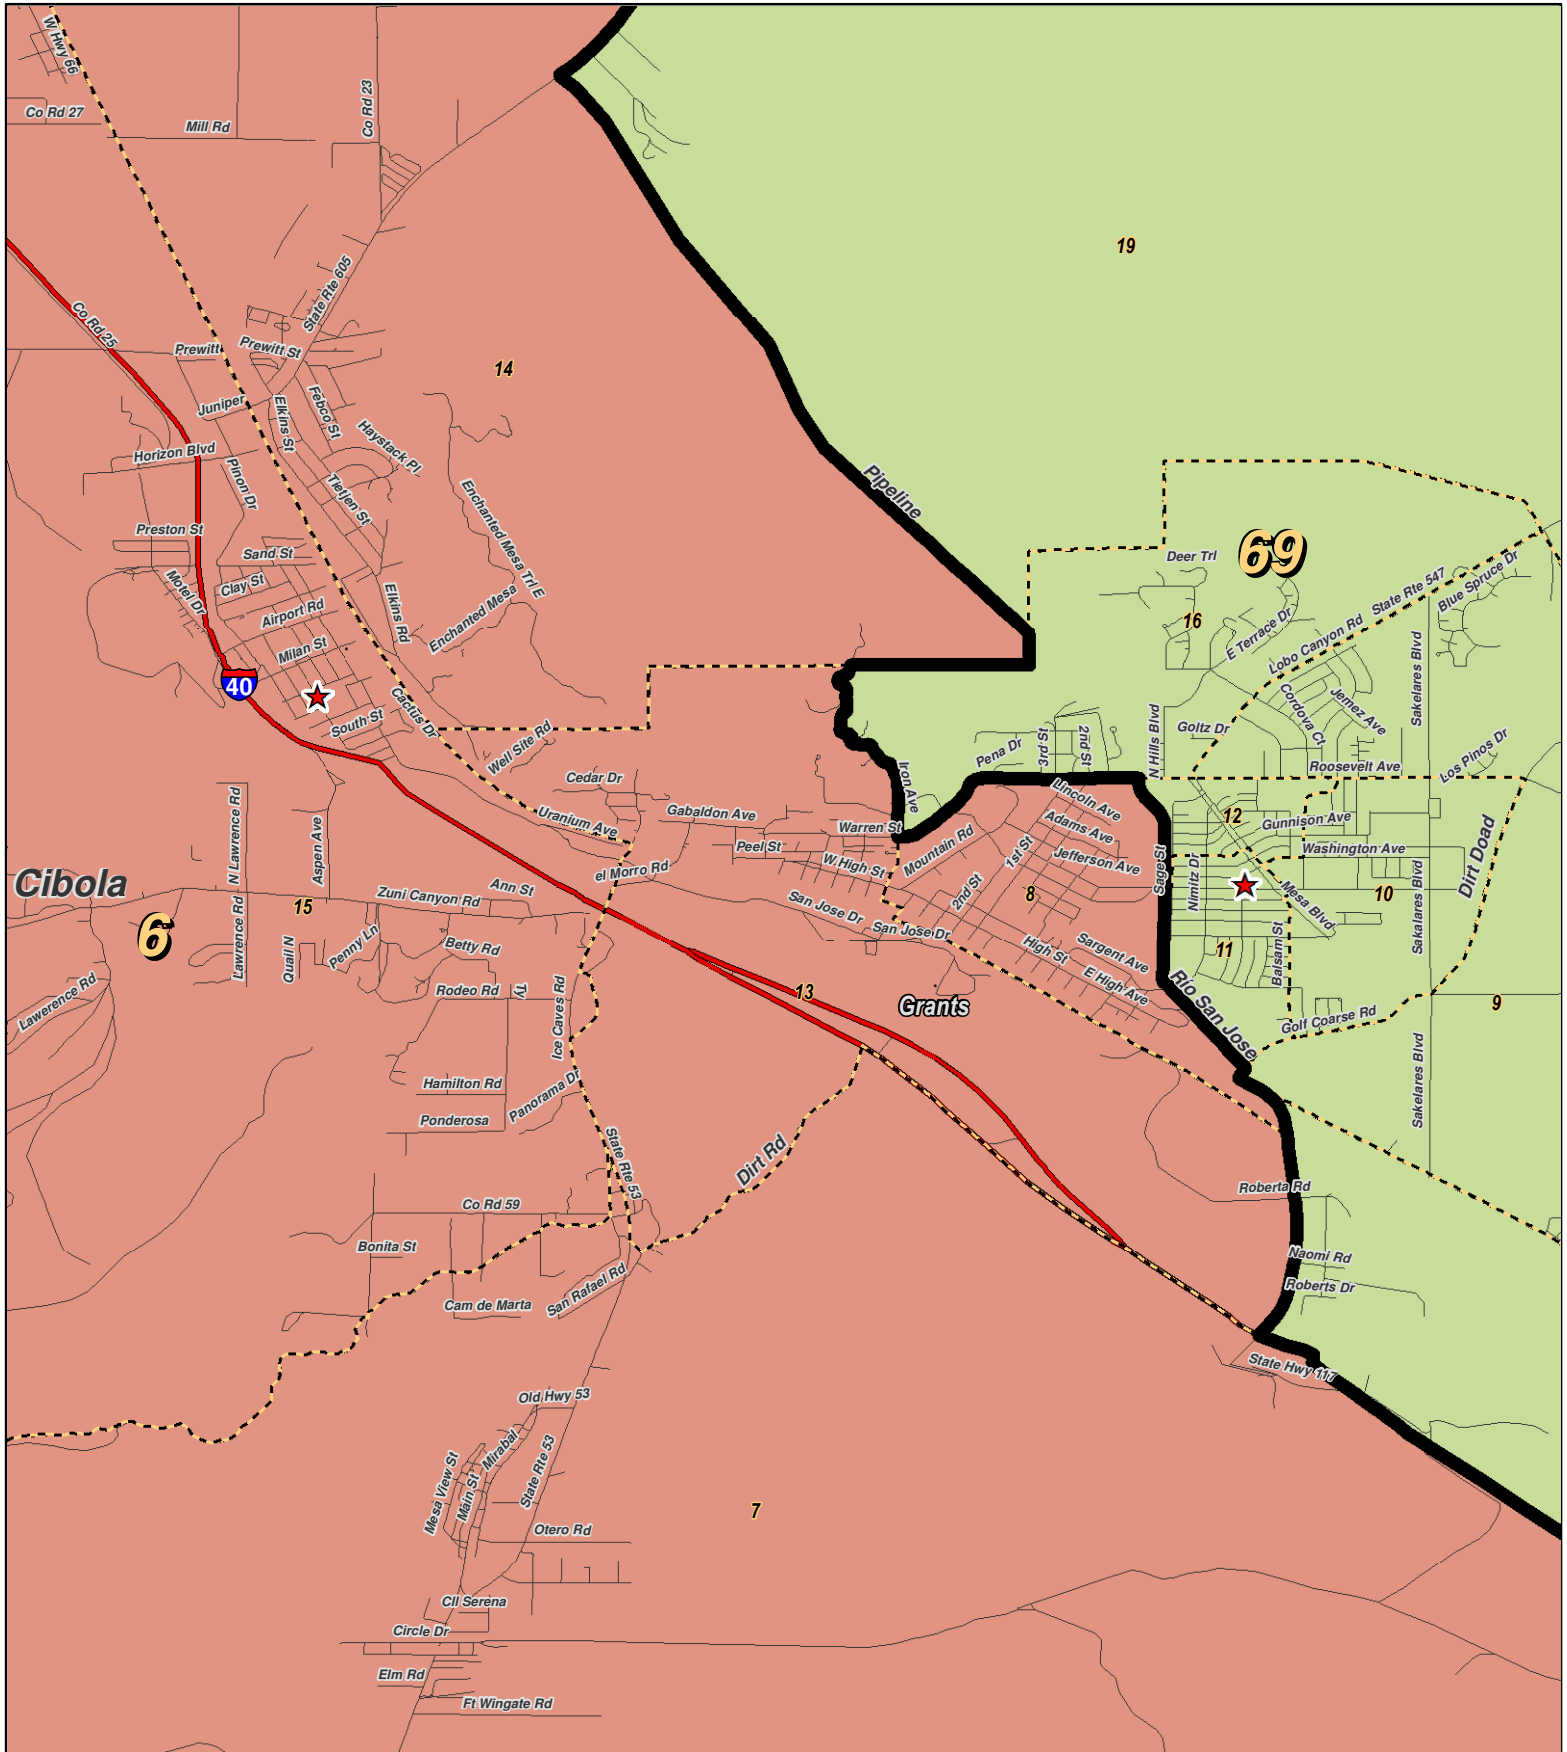 W Hwy 66
Co Rd 27
Mill Rd
Co Rd 23
19
State Rte 605
Co Rd 25
Prewitt
Prewitt St
14
Juniper
Elkins St
Febco St
Haystack Pl
Horizon Blvd
Pinon Dr
Tietjen St
Pipeline
Enchanted Mesa Trl E
Preston St
Sand St
69
Deer Trl
State Rte 547
Blue Spruce Dr
Motel Dr
Clay St
Airport Rd
Elkins Rd
Enchanted Mesa
16
E Terrace Dr
Lobo Canyon Rd
Milan St
Sakelares Blvd
40
Cactus Dr
South St
Well Site Rd
Cordova Ct
Jemez Ave
N Hills Blvd
Goltz Dr
Pena Dr
3rd St
2nd St
Los Pinos Dr
Roosevelt Ave
Cedar Dr
Iron Ave
N Lawrence Rd
Aspen Ave
Uranium Ave
Gabaldon Ave
Warren St
Lincoln Ave
Adams Ave
12
Gunnison Ave
Mountain Rd
1st St
Jefferson Ave
Peel St
W High St
Washington Ave
Dirt Doad
Sage St
Nimitz Dr
Cibola
el Morro Rd
Zuni Canyon Rd
Ann St
2nd St
8
Mesa Blvd
10
Sakalares Blvd
6
15
Lawrence Rd
Quail N
Penny Ln
Betty Rd
San Jose Dr
San Jose Dr
High St
Sargent Ave
11
Balsam St
E High Ave
Rio San Jose
Lawerence Rd
Rodeo Rd
Ty
Ice Caves Rd
13
Grants
9
Golf Coarse Rd
Sakelares Blvd
Hamilton Rd
Panorama Dr
Ponderosa
State Rte 53
Dirt Rd
Roberta Rd
Co Rd 59
Bonita St
Naomi Rd
San Rafael Rd
Cam de Marta
Roberts Dr
State Hwy 117
Old Hwy 53
Mirabal
Mesa View St
Main St
State Rte 53
7
Otero Rd
Cll Serena
Circle Dr
Elm Rd
Ft Wingate Rd